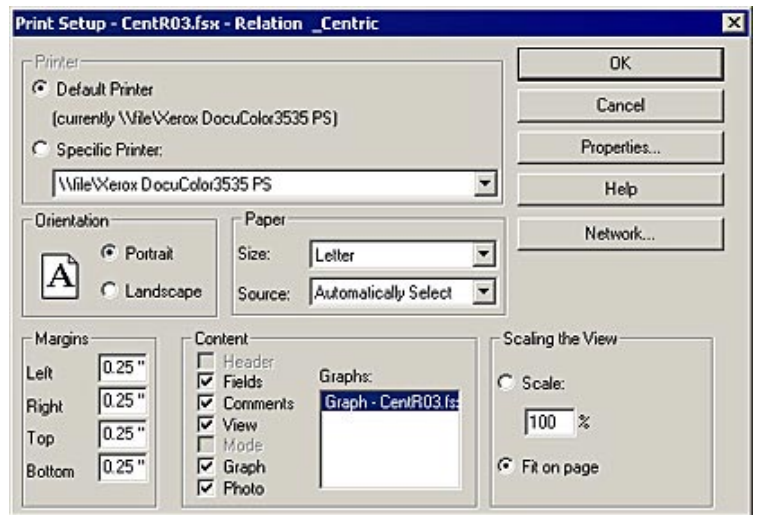 Print Setup - CentR03.fsx - Relation _Centric
Printer
Default Printer
(currently \\file\Xerox DocuColor3535 PS)
Specific Printer:
\\file\Xerox DocuColor3535 PS
OK
Cancel
Properties...
Help
Network...
Orientation
A
Portrait
Landscape
Paper
Size: Letter
Source: Automatically Select
Margins
Left 0.25 "
Right 0.25 "
Top 0.25 "
Bottom 0.25 "
Content
Header
Fields
Comments
View
Mode
Graph
Photo
Graphs:
Graph - CentR03.fs
Scaling the View
Scale:
100 %
Fit on page